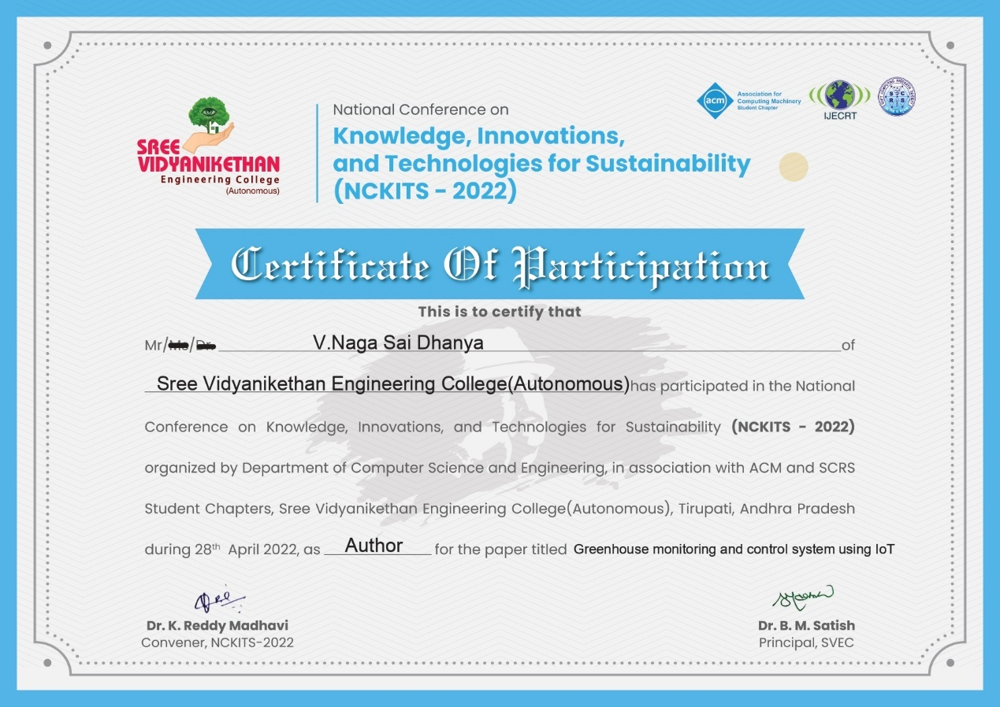 SREE
VIDYANIKETHAN
Engineering College
(Autonomous)
National Conference on
Knowledge, Innovations,
and Technologies for Sustainability
(NCKITS - 2022)
acm
Association for
Computing Machinery
Student Chapter
IJECRT
SCRS
Certificate Of Participation
This is to certify that
Mr/Ms/Dr. V.Naga Sai Dhanya of
Sree Vidyanikethan Engineering College(Autonomous) has participated in the National
Conference on Knowledge, Innovations, and Technologies for Sustainability (NCKITS - 2022)
organized by Department of Computer Science and Engineering, in association with ACM and SCRS
Student Chapters, Sree Vidyanikethan Engineering College(Autonomous), Tirupati, Andhra Pradesh
during 28th April 2022, as Author for the paper titled Greenhouse monitoring and control system using IoT
Dr. K. Reddy Madhavi
Convener, NCKITS-2022
Dr. B. M. Satish
Principal, SVEC